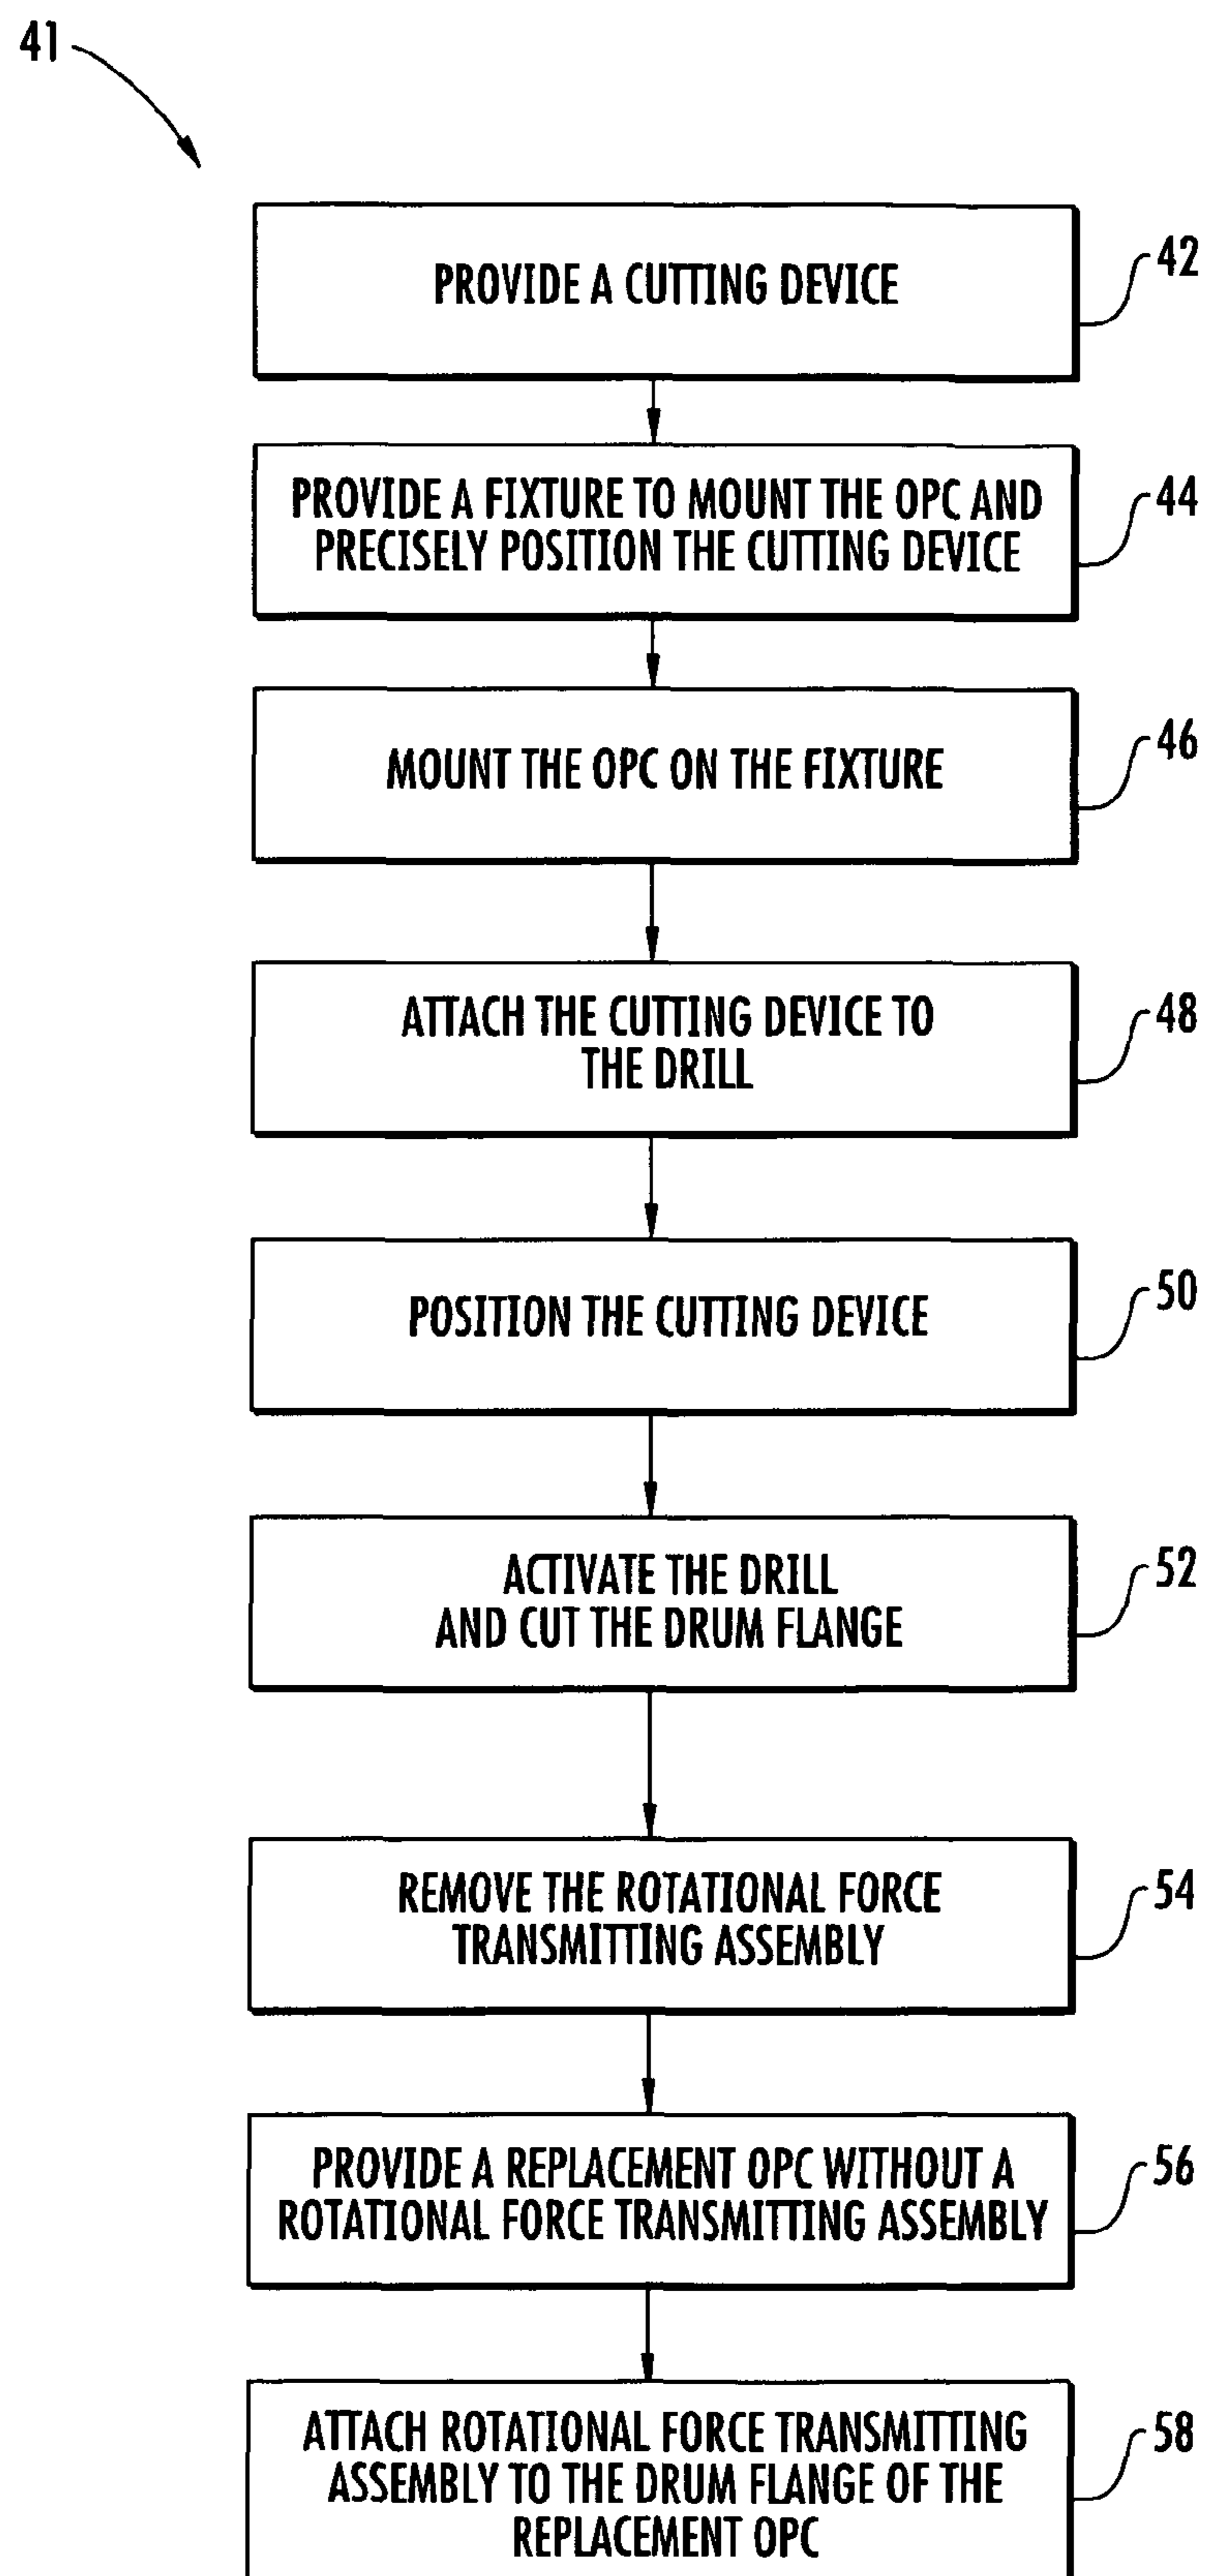 41
PROVIDE A CUTTING DEVICE
42
PROVIDE A FIXTURE TO MOUNT THE OPC AND
PRECISELY POSITION THE CUTTING DEVICE
44
MOUNT THE OPC ON THE FIXTURE
46
ATTACH THE CUTTING DEVICE TO
THE DRILL
48
POSITION THE CUTTING DEVICE
50
ACTIVATE THE DRILL
AND CUT THE DRUM FLANGE
52
REMOVE THE ROTATIONAL FORCE
TRANSMITTING ASSEMBLY
54
PROVIDE A REPLACEMENT OPC WITHOUT A
ROTATIONAL FORCE TRANSMITTING ASSEMBLY
56
ATTACH ROTATIONAL FORCE TRANSMITTING
ASSEMBLY TO THE DRUM FLANGE OF THE
REPLACEMENT OPC
58